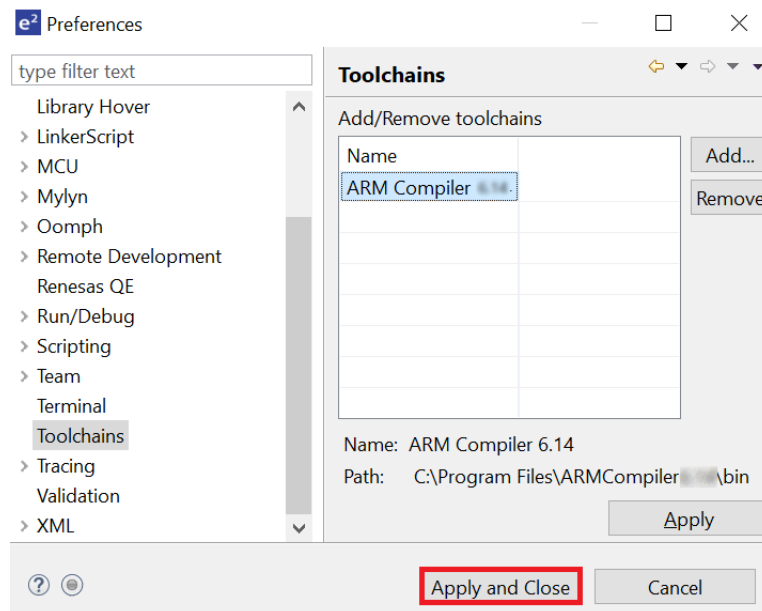 e² Preferences
type filter text
Library Hover
LinkerScript
MCU
Mylyn
Oomph
Remote Development
Renesas QE
Run/Debug
Scripting
Team
Terminal
Toolchains
Tracing
Validation
XML
Toolchains
Add/Remove toolchains
Name
ARM Compiler
Add...
Remove
Name: ARM Compiler 6.14
Path: C:\Program Files\ARMCompiler \bin
Apply
Apply and Close
Cancel